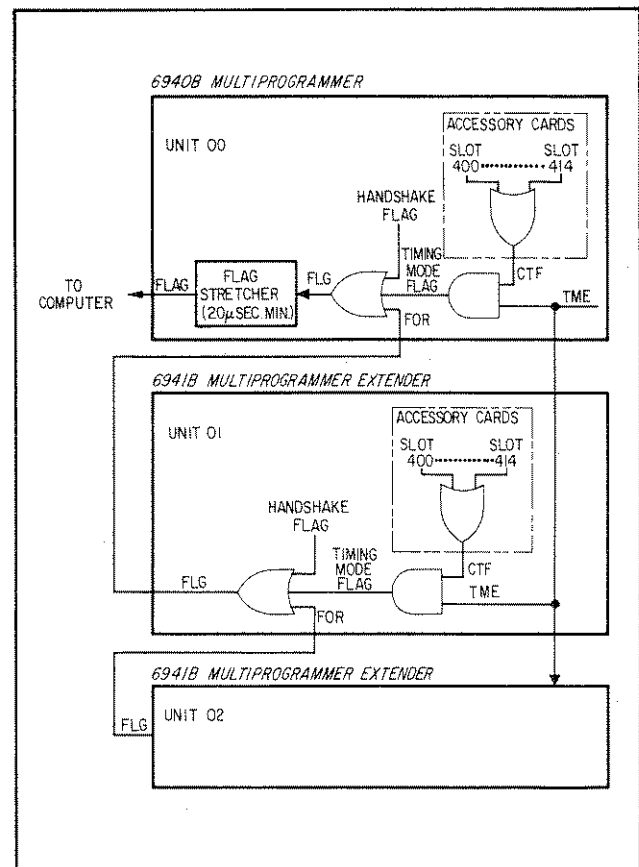 6940B MULTIPROGRAMMER
UNIT 00
ACCESSORY CARDS
SLOT SLOT
400 414
HANDSHAKE
FLAG
TIMING
MODE
FLAG
CTF
TO
COMPUTER
FLAG
FLAG
STRETCHER
(20µSEC. MIN.)
FLG
FOR
TME
6941B MULTIPROGRAMMER EXTENDER
UNIT 01
ACCESSORY CARDS
SLOT SLOT
400 414
HANDSHAKE
FLAG
TIMING
MODE
FLAG
CTF
FLG
TME
FOR
6941B MULTIPROGRAMMER EXTENDER
UNIT 02
FLG